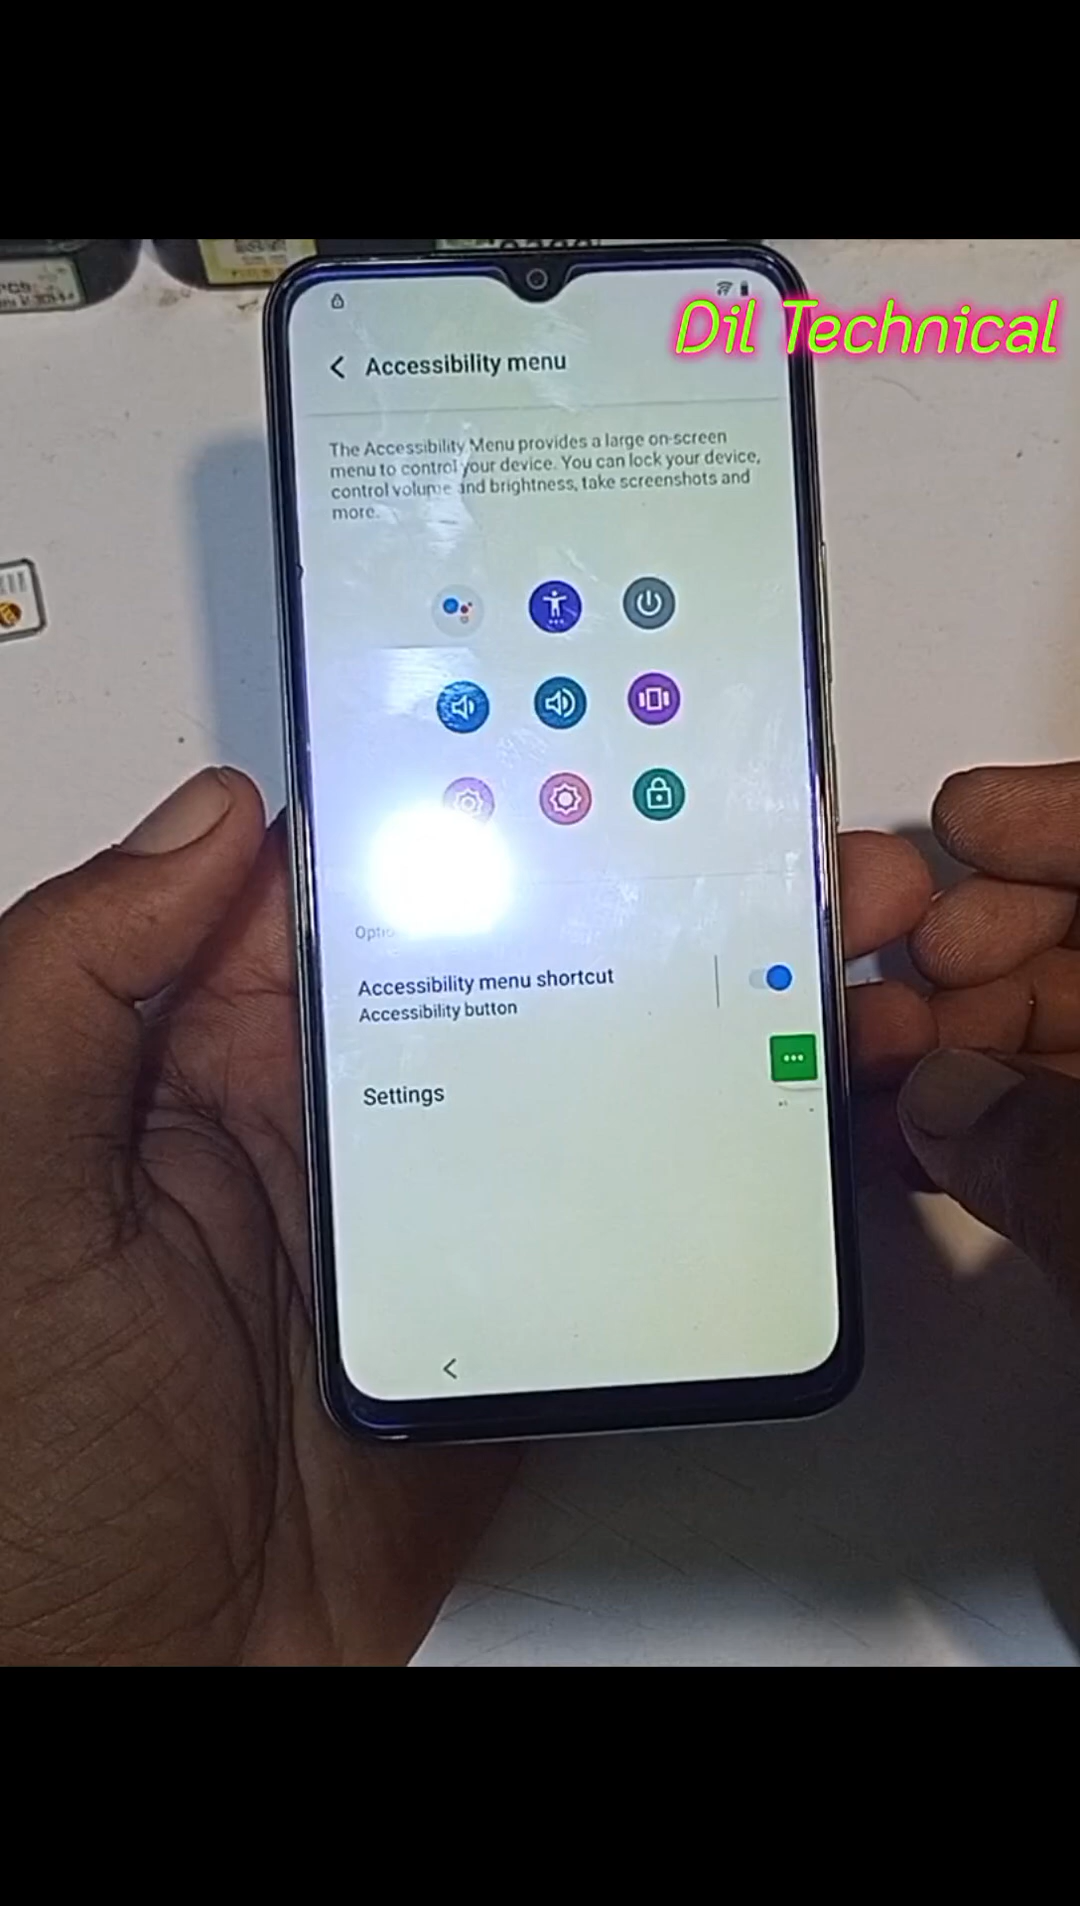 Dil Technical
Accessibility menu
The Accessibility Menu provides a large on-screen
menu to control your device. You can lock your device,
control volume and brightness, take screenshots and
more.
Accessibility menu shortcut
Accessibility button
Settings